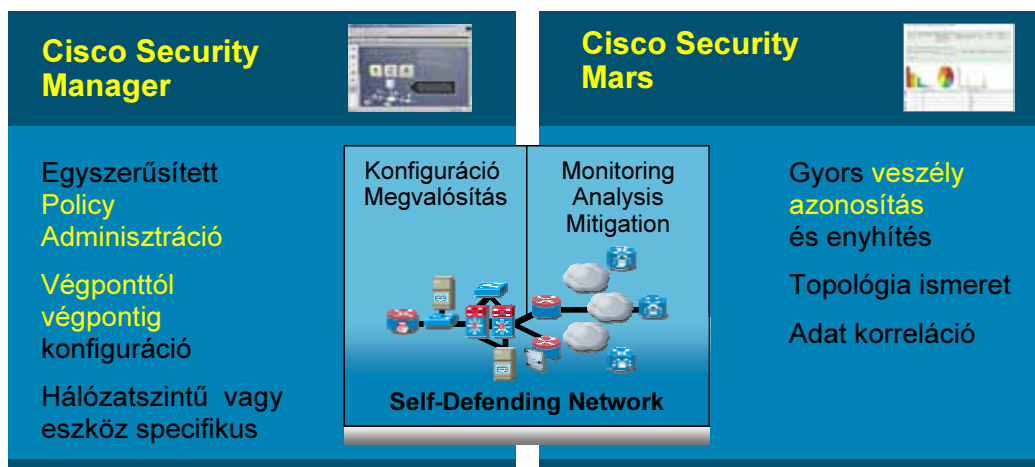 Cisco Security
Manager
Egyszerűsített
Policy
Adminisztráció
Végponttól
végpontig
konfiguráció
Hálózatszintű vagy
eszköz specifikus
Konfiguráció
Megvalósítás
Monitoring
Analysis
Mitigation
Self-Defending Network
Cisco Security
Mars
Gyors veszély
azonosítás
és enyhítés
Topológia ismeret
Adat korreláció